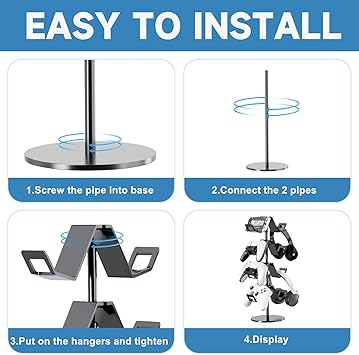 EASY TO INSTALL
1.Screw the pipe into base
2.Connect the 2 pipes
3.Put on the hangers and tighten
4.Display